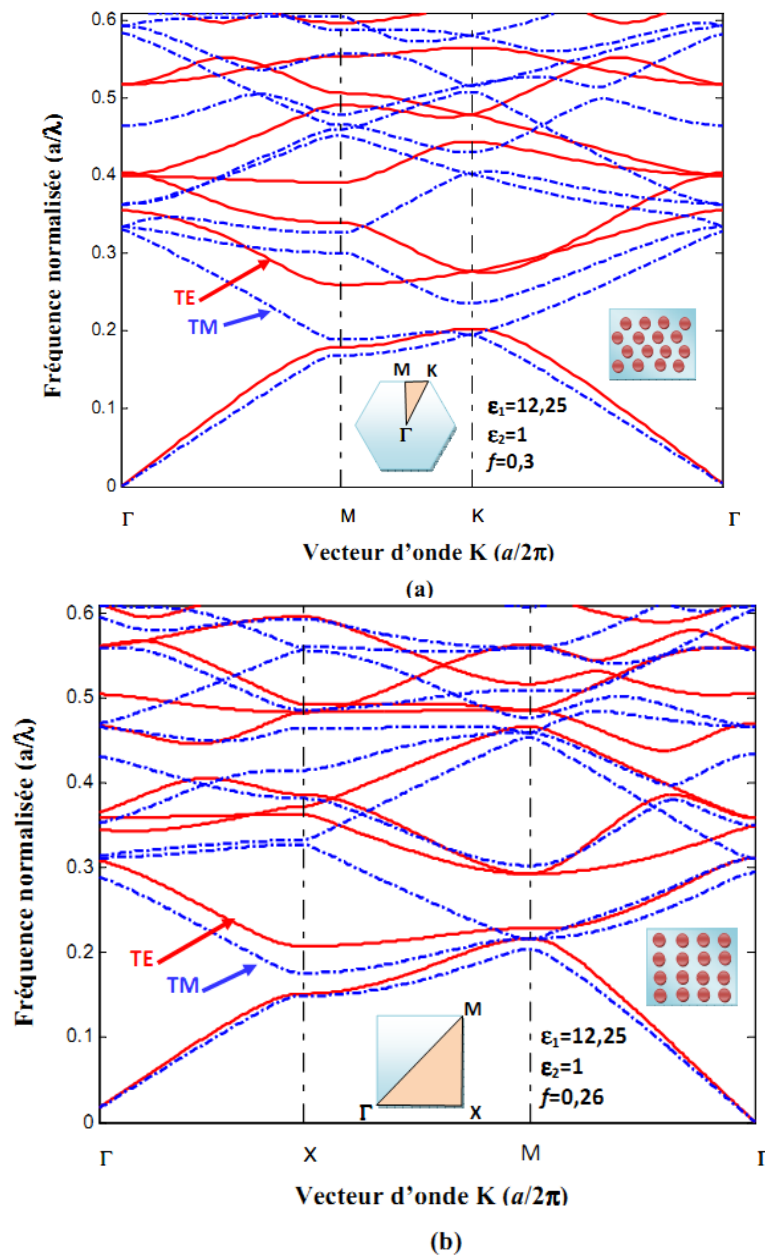 0.6
0.5
0.4
0.3
0.2
0.1
0
Fréquence normalisée (a/λ)
TE
TM
M K
Γ
ε1=12,25
ε2=1
f=0,3
Γ M K Γ
Vecteur d'onde K (a/2π)
(a)
0.6
0.5
0.4
0.3
0.2
0.1
0
Fréquence normalisée (a/λ)
TE
TM
M
Γ X
ε1=12,25
ε2=1
f=0,26
Γ X M Γ
Vecteur d'onde K (a/2π)
(b)